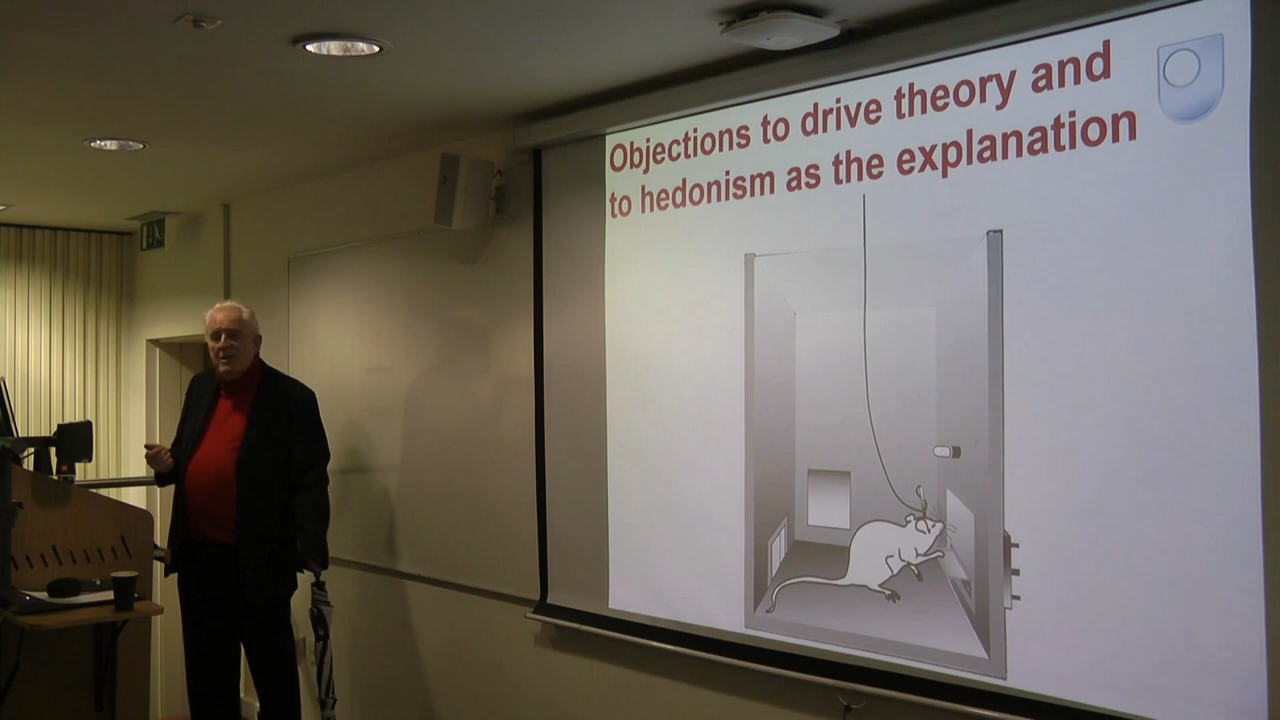 Objections to drive theory and
to hedonism as the explanation